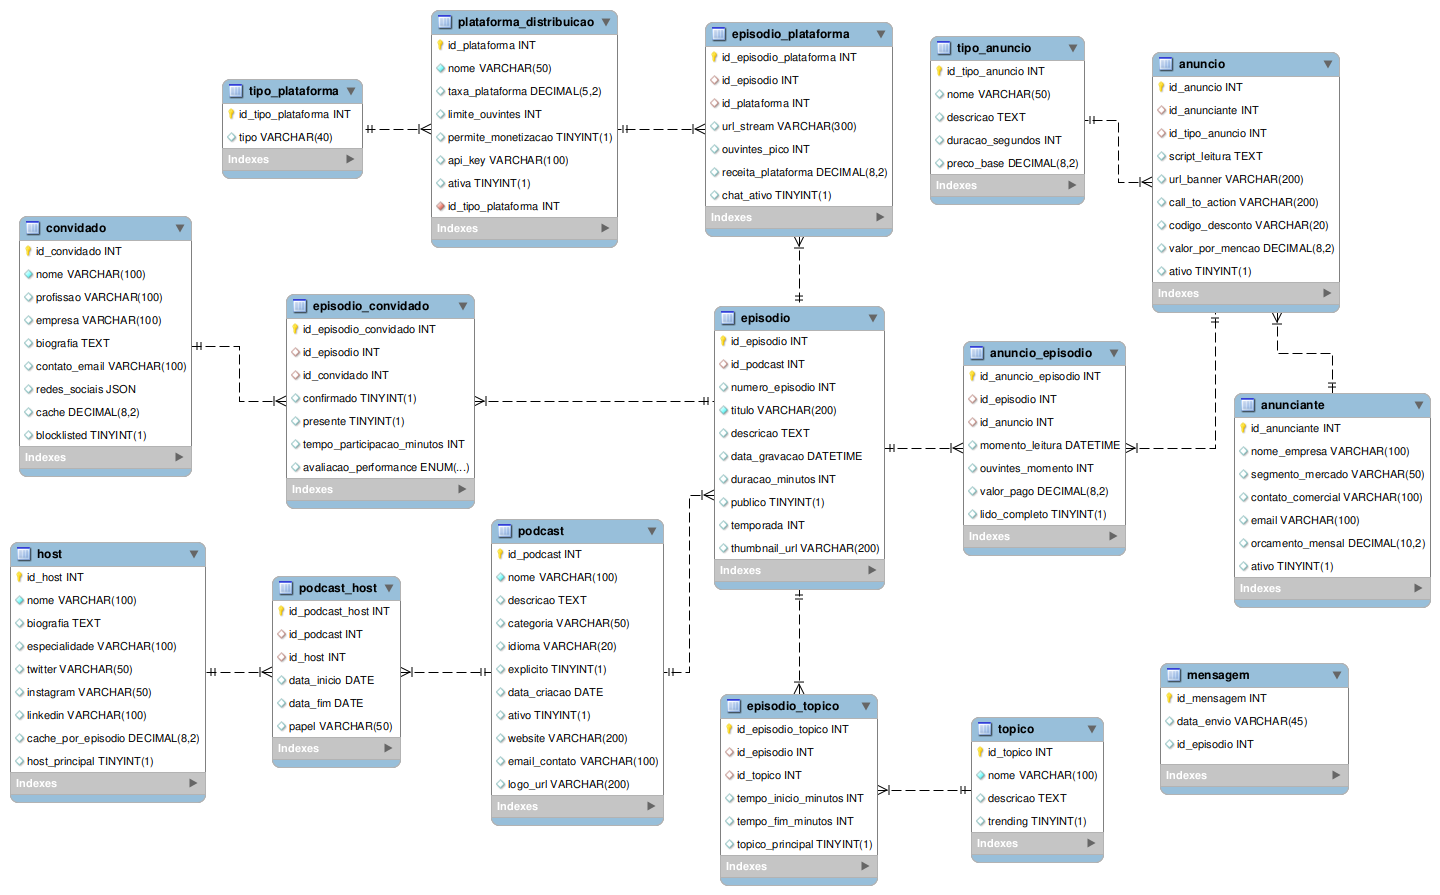 plataforma_distribuicao
id_plataforma INT
nome VARCHAR(50)
taxa_plataforma DECIMAL(5,2)
limite_ouvintes INT
permite_monetizacao TINYINT(1)
api_key VARCHAR(100)
ativa TINYINT(1)
id_tipo_plataforma INT
Indexes
episodio_plataforma
id_episodio_plataforma INT
id_episodio INT
id_plataforma INT
url_stream VARCHAR(300)
ouvintes_pico INT
receita_plataforma DECIMAL(8,2)
chat_ativo TINYINT(1)
Indexes
tipo_anuncio
id_tipo_anuncio INT
nome VARCHAR(50)
descricao TEXT
duracao_segundos INT
preco_base DECIMAL(8,2)
Indexes
anuncio
id_anuncio INT
id_anunciante INT
id_tipo_anuncio INT
script_leitura TEXT
url_banner VARCHAR(200)
call_to_action VARCHAR(200)
codigo_desconto VARCHAR(20)
valor_por_mencao DECIMAL(8,2)
ativo TINYINT(1)
Indexes
tipo_plataforma
id_tipo_plataforma INT
tipo VARCHAR(40)
Indexes
convidado
id_convidado INT
nome VARCHAR(100)
profissao VARCHAR(100)
empresa VARCHAR(100)
biografia TEXT
contato_email VARCHAR(100)
redes_sociais JSON
cache DECIMAL(8,2)
blocklisted TINYINT(1)
Indexes
episodio_convidado
id_episodio_convidado INT
id_episodio INT
id_convidado INT
confirmado TINYINT(1)
presente TINYINT(1)
tempo_participacao_minutos INT
avaliacao_performance ENUM(...)
Indexes
episodio
id_episodio INT
id_podcast INT
numero_episodio INT
titulo VARCHAR(200)
descricao TEXT
data_gravacao DATETIME
duracao_minutos INT
publico TINYINT(1)
temporada INT
thumbnail_url VARCHAR(200)
Indexes
anuncio_episodio
id_anuncio_episodio INT
id_episodio INT
id_anuncio INT
momento_leitura DATETIME
ouvintes_momento INT
valor_pago DECIMAL(8,2)
lido_completo TINYINT(1)
Indexes
anunciante
id_anunciante INT
nome_empresa VARCHAR(100)
segmento_mercado VARCHAR(50)
contato_comercial VARCHAR(100)
email VARCHAR(100)
orcamento_mensal DECIMAL(10,2)
ativo TINYINT(1)
Indexes
host
id_host INT
nome VARCHAR(100)
biografia TEXT
especialidade VARCHAR(100)
twitter VARCHAR(50)
instagram VARCHAR(50)
linkedin VARCHAR(100)
cache_por_episodio DECIMAL(8,2)
host_principal TINYINT(1)
Indexes
podcast_host
id_podcast_host INT
id_podcast INT
id_host INT
data_inicio DATE
data_fim DATE
papel VARCHAR(50)
Indexes
podcast
id_podcast INT
nome VARCHAR(100)
descricao TEXT
categoria VARCHAR(50)
idioma VARCHAR(20)
explicito TINYINT(1)
data_criacao DATE
ativo TINYINT(1)
website VARCHAR(200)
email_contato VARCHAR(100)
logo_url VARCHAR(200)
Indexes
episodio_topico
id_episodio_topico INT
id_episodio INT
id_topico INT
tempo_inicio_minutos INT
tempo_fim_minutos INT
topico_principal TINYINT(1)
Indexes
topico
id_topico INT
nome VARCHAR(100)
descricao TEXT
trending TINYINT(1)
Indexes
mensagem
id_mensagem INT
data_envio VARCHAR(45)
id_episodio INT
Indexes